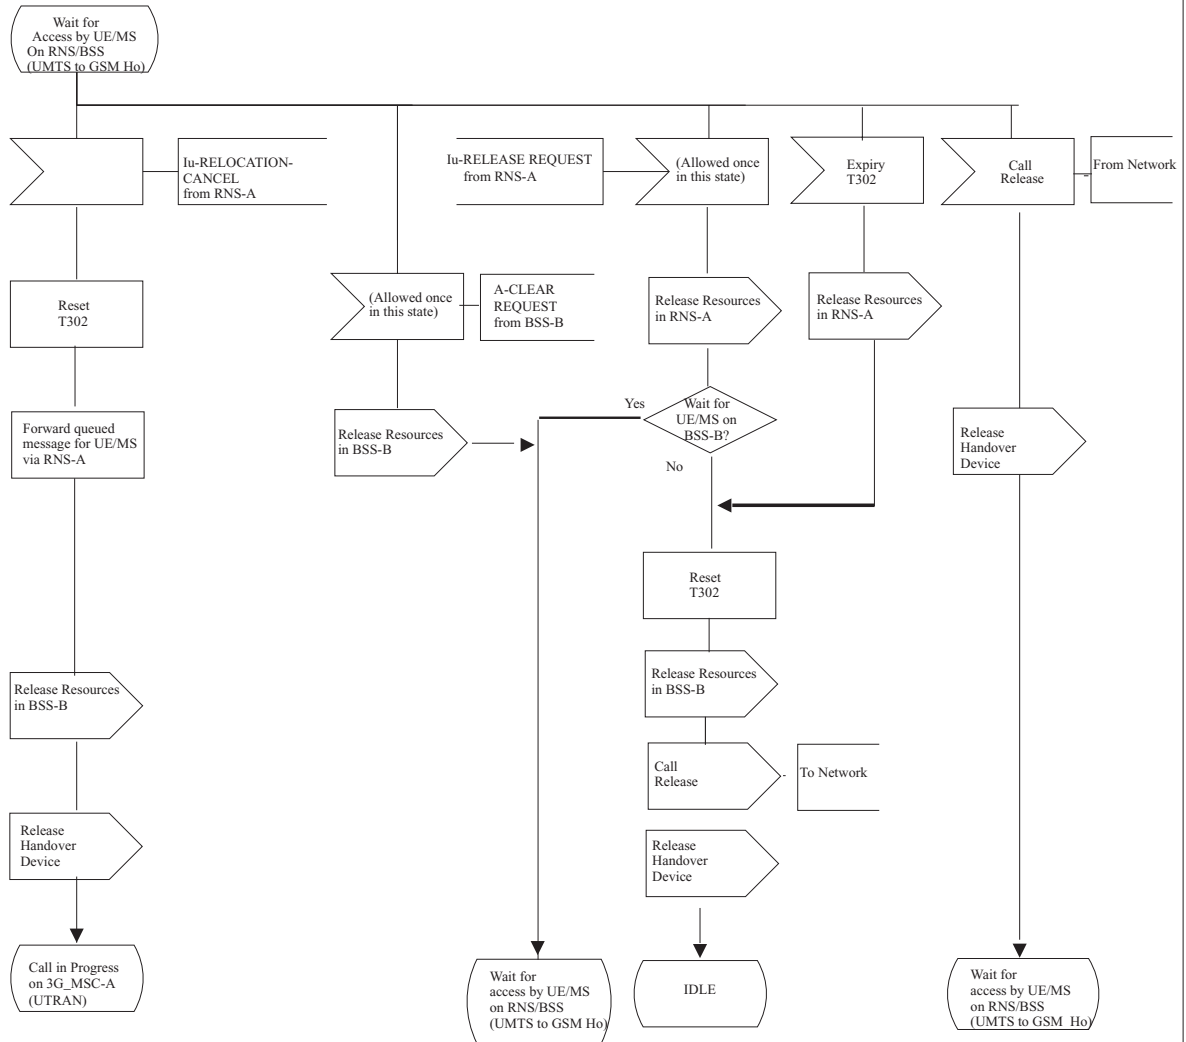 Wait for
Access by UE/MS
On RNS/BSS
(UMTS to GSM Ho)
Iu-RELOCATION-
CANCEL
from RNS-A
Iu-RELEASE REQUEST
from RNS-A
(Allowed once
in this state)
Expiry
T302
Call
Release
From Network
Reset
T302
(Allowed once
in this state)
A-CLEAR
REQUEST
from BSS-B
Release Resources
in RNS-A
Release Resources
in RNS-A
Forward queued
message for UE/MS
via RNS-A
Release Resources
in BSS-B
Yes
Wait for
UE/MS on
BSS-B?
No
Release
Handover
Device
Reset
T302
Release Resources
in BSS-B
Release Resources
in BSS-B
Call
Release
To Network
Release
Handover
Device
Release
Handover
Device
Call in Progress
on 3G_MSC-A
(UTRAN)
Wait for
access by UE/MS
on RNS/BSS
(UMTS to GSM Ho)
IDLE
Wait for
access by UE/MS
on RNS/BSS
(UMTS to GSM Ho)